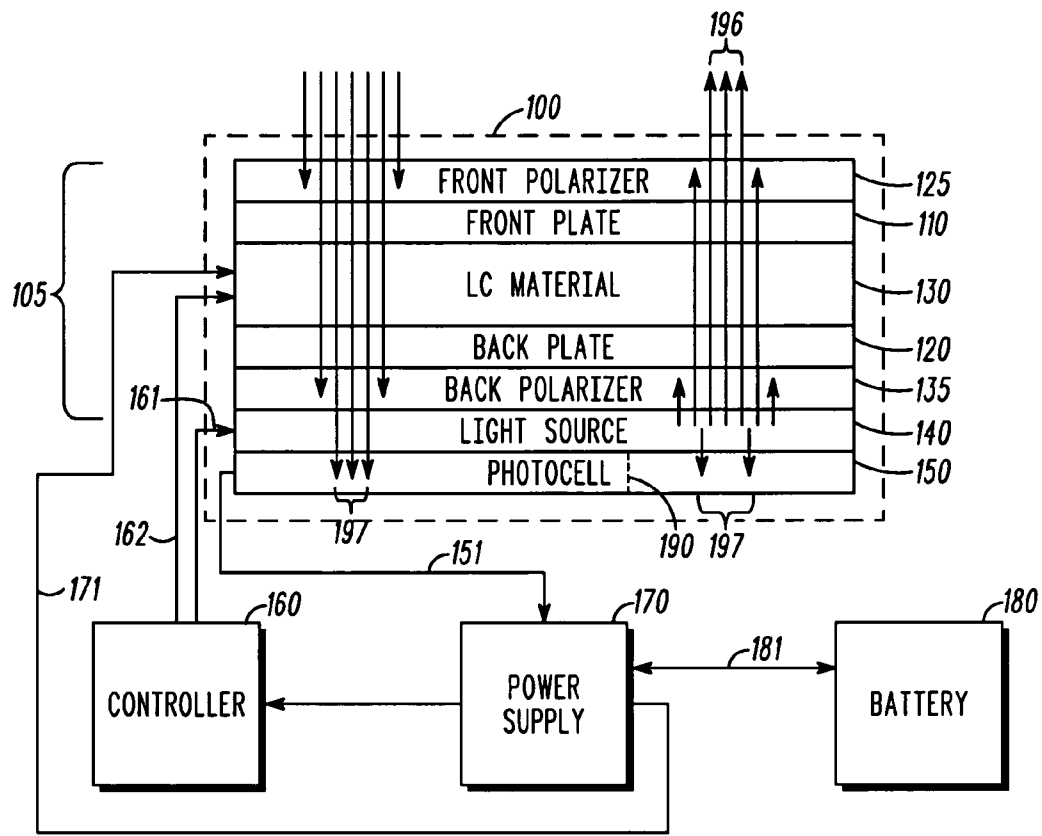 196
100
FRONT POLARIZER 125
FRONT PLATE 110
105
LC MATERIAL 130
BACK PLATE 120
BACK POLARIZER 135
161
LIGHT SOURCE 140
PHOTOCELL 150
162 197 190 197
151
171 160 170 180
181
CONTROLLER
POWER
SUPPLY
BATTERY